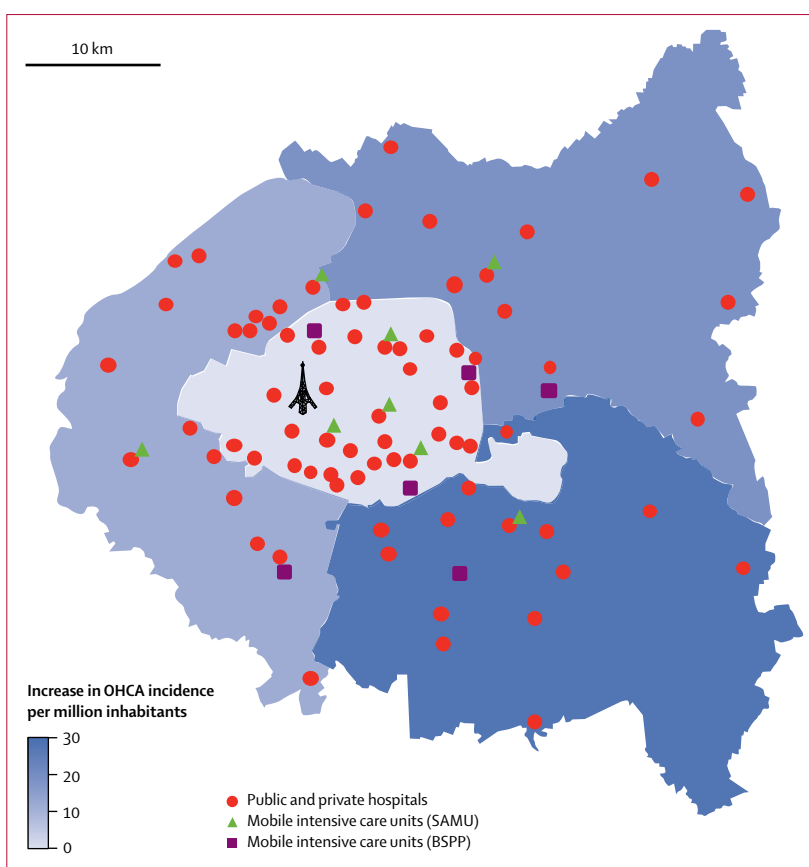 10 km
Increase in OHCA incidence
per million inhabitants
30
20
10
0
Public and private hospitals
Mobile intensive care units (SAMU)
Mobile intensive care units (BSPP)